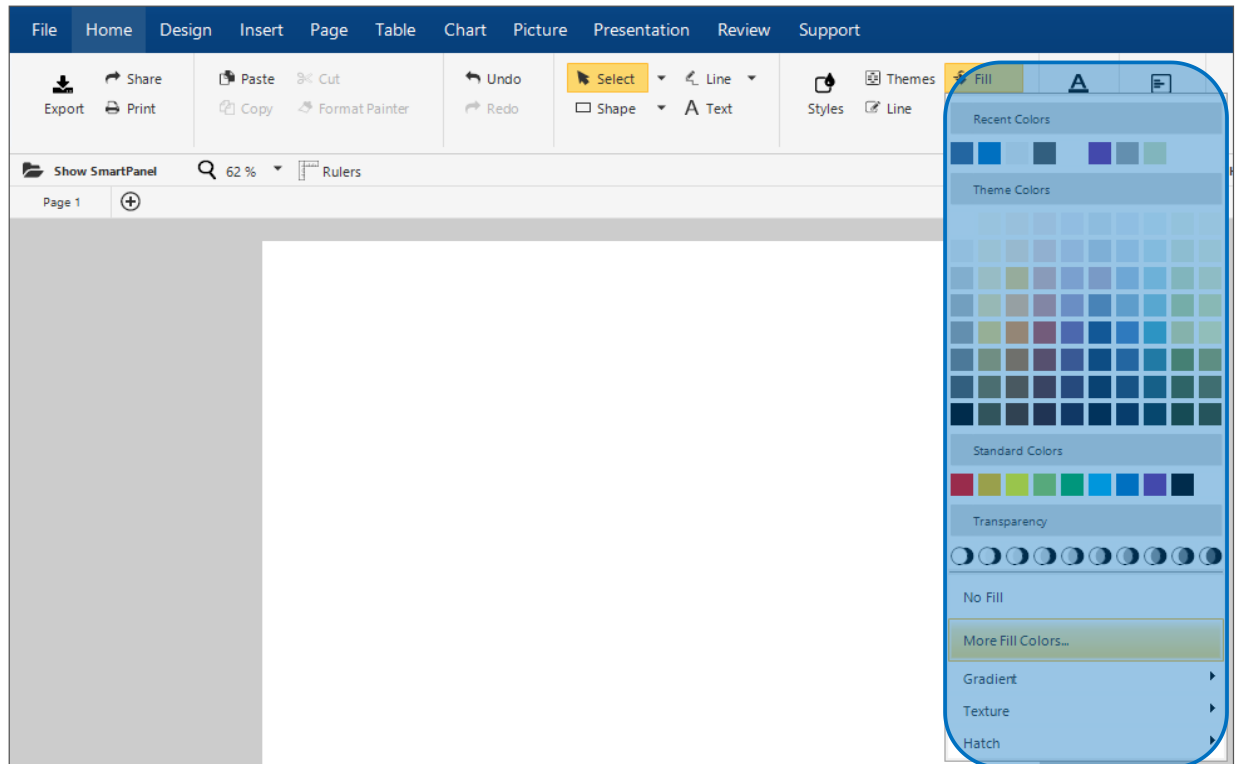 File Home Design Insert Page Table Chart Picture Presentation Review Support
Share Paste Cut Undo Select Line Themes Fill A
Export Print Copy Format Painter Redo Shape A Text Styles Line
Show SmartPanel 62 % Rulers
Page 1
Recent Colors
Theme Colors
Standard Colors
Transparency
No Fill
More Fill Colors...
Gradient
Texture
Hatch